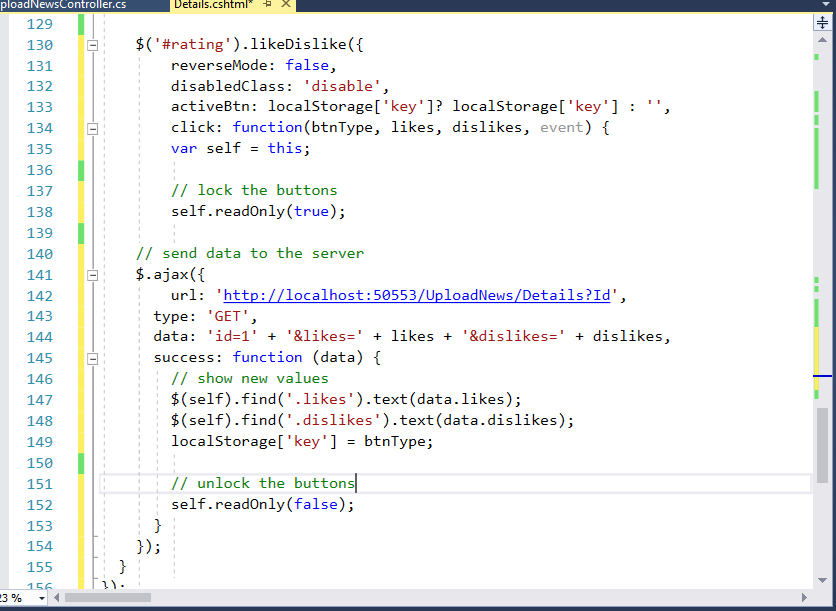 ploadNewsController.cs Details.cshtml*
129
130 $('#rating').likeDislike({
131 reverseMode: false,
132 disabledClass: 'disable',
133 activeBtn: localStorage['key']? localStorage['key'] : '',
134 click: function(btnType, likes, dislikes, event) {
135 var self = this;
136
137 // lock the buttons
138 self.readOnly(true);
139
140 // send data to the server
141 $.ajax({
142 url: 'http://localhost:50553/UploadNews/Details?Id',
143 type: 'GET',
144 data: 'id=1' + '&likes=' + likes + '&dislikes=' + dislikes,
145 success: function (data) {
146 // show new values
147 $(self).find('.likes').text(data.likes);
148 $(self).find('.dislikes').text(data.dislikes);
149 localStorage['key'] = btnType;
150
151 // unlock the buttons
152 self.readOnly(false);
153 }
154 });
155 }
156 });
23 %